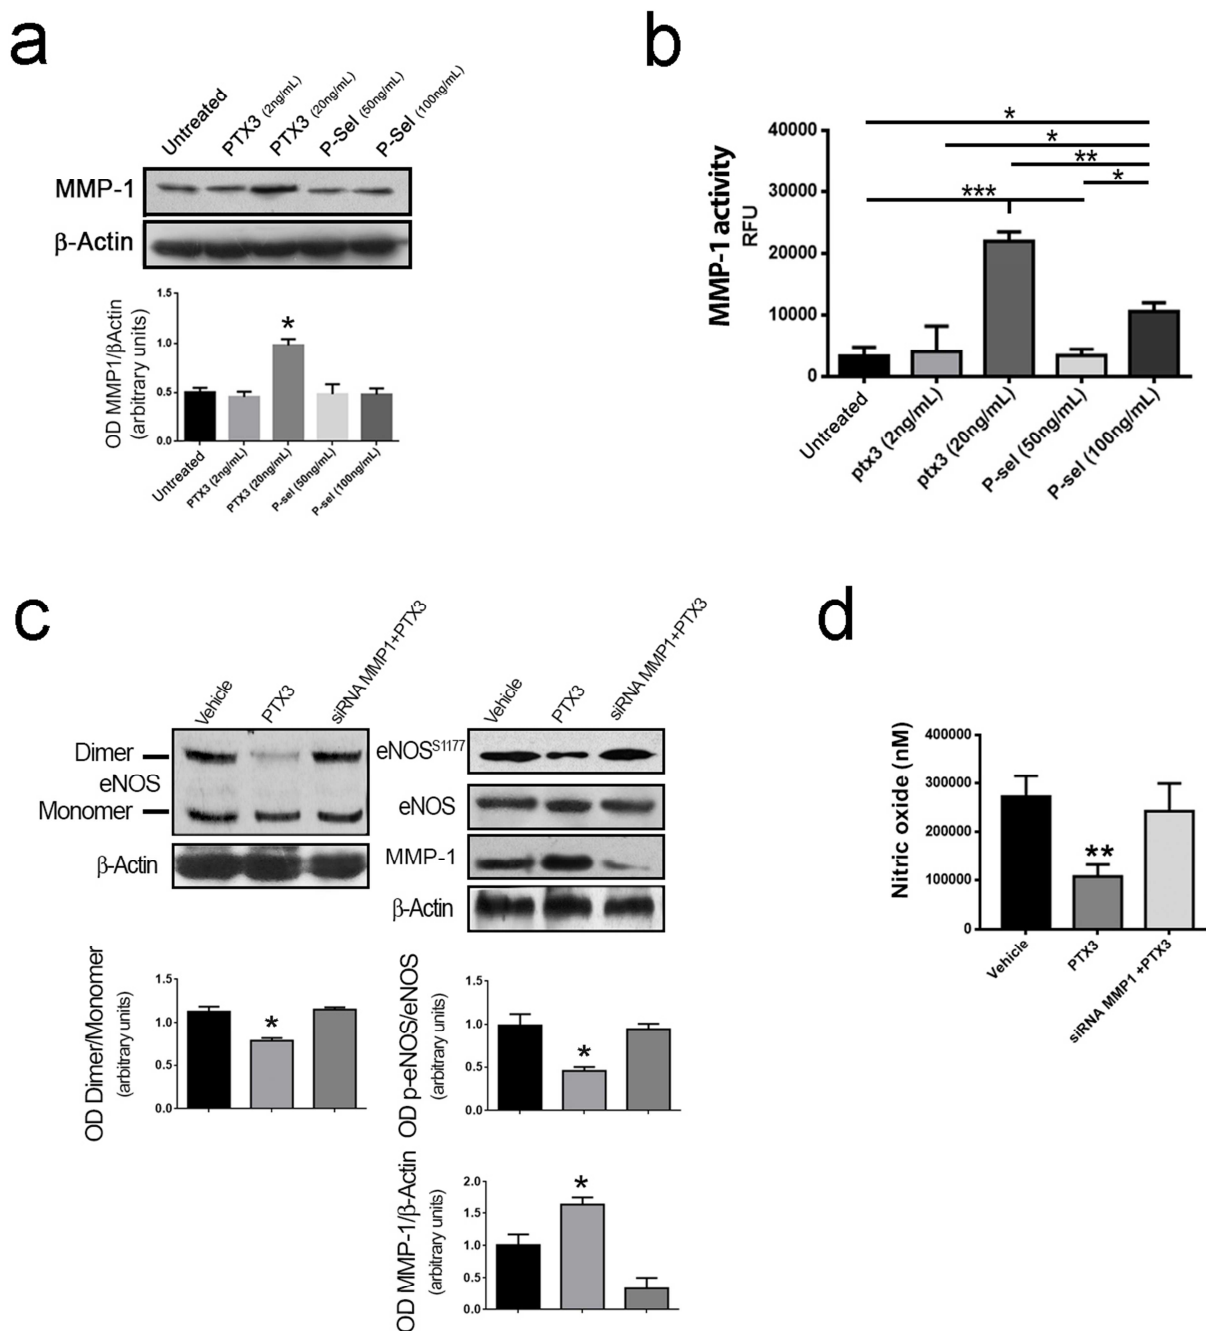 a
Untreated
PTX3 (2ng/mL)
PTX3 (20ng/mL)
P-Sel (50ng/mL)
P-Sel (100ng/mL)
MMP-1
β-Actin
OD MMP1/βActin
(arbitrary units)
1.5
1.0
0.5
0.0
*
Untreated
PTX3 (2ng/mL)
PTX3 (20ng/mL)
P-sel (50ng/mL)
P-sel (100ng/mL)
b
MMP-1 activity
RFU
40000
30000
20000
10000
0
*
*
**
*
***
Untreated
ptx3 (2ng/mL)
ptx3 (20ng/mL)
P-sel (50ng/mL)
P-sel (100ng/mL)
c
Vehicle
PTX3
siRNA MMP1+PTX3
Dimer
eNOS
Monomer
β-Actin
Vehicle
PTX3
siRNA MMP1+PTX3
eNOS^S1177
eNOS
MMP-1
β-Actin
OD Dimer/Monomer
(arbitrary units)
1.5
1.0
0.5
0.0
*
OD p-eNOS/eNOS
(arbitrary units)
1.5
1.0
0.5
0.0
*
OD MMP-1/β-Actin
(arbitrary units)
2.0
1.5
1.0
0.5
0.0
*
d
Nitric oxide (nM)
400000
300000
200000
100000
0
**
Vehicle
PTX3
siRNA MMP1 +PTX3